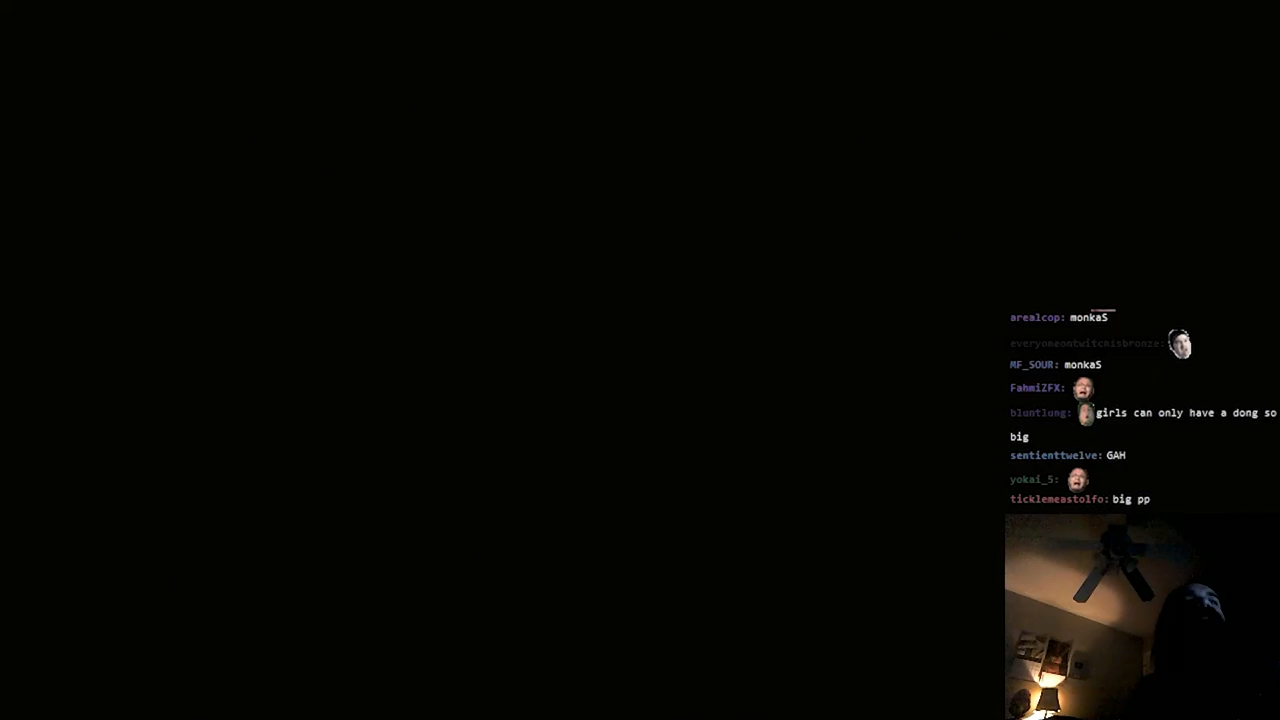 arealcop: monkaS
everyomeontwitchisbronze:
MF_SOUR: monkaS
FahmiZFX:
bluntlung: girls can only have a dong so
big
sentienttwelve: GAH
yokai_5:
ticklemeastolfo: big pp